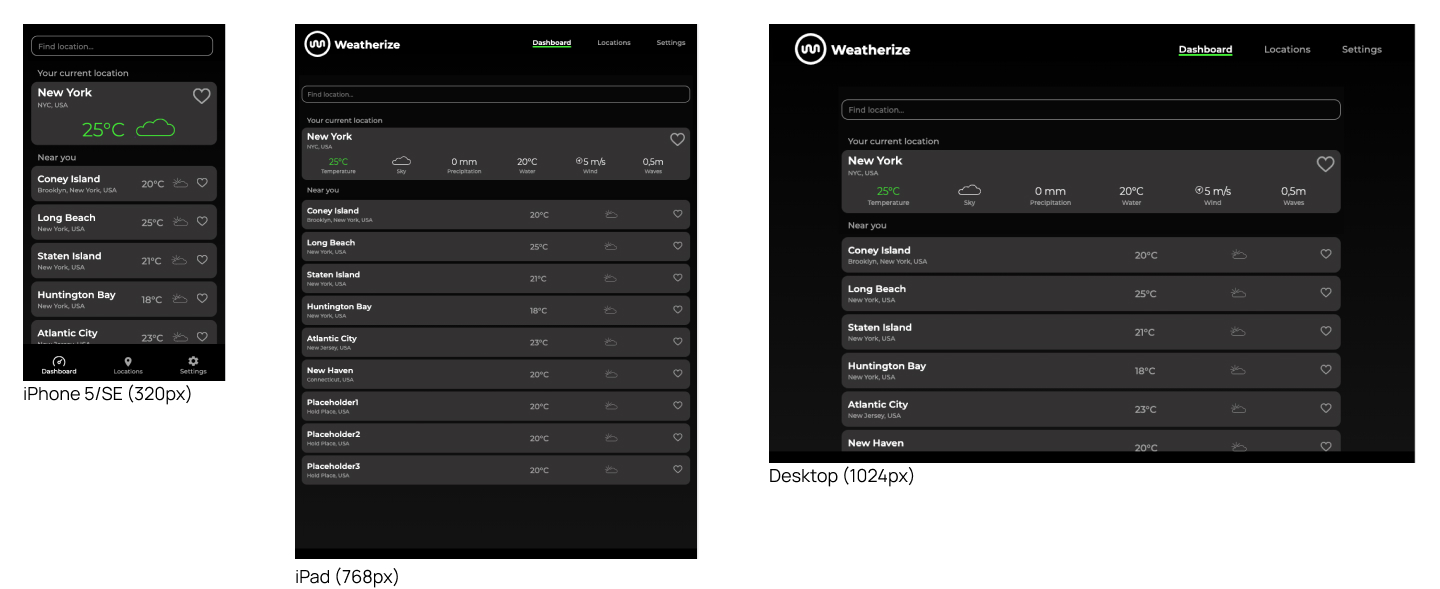 Find location...
Your current location
New York
NYC, USA
25°C
Near you
Coney Island
Brooklyn, New York, USA
20°C
Long Beach
New York, USA
25°C
Staten Island
New York, USA
21°C
Huntington Bay
New York, USA
18°C
Atlantic City
New Jersey, USA
23°C
Dashboard Locations Settings
iPhone 5/SE (320px)
Weatherize Dashboard Locations Settings
Find location...
Your current location
New York
NYC, USA
25°C 0 mm 20°C 5 m/s 0,5m
Temperature Sky Precipitation Water Wind Waves
Near you
Coney Island
Brooklyn, New York, USA
20°C
Long Beach
New York, USA
25°C
Staten Island
New York, USA
21°C
Huntington Bay
New York, USA
18°C
Atlantic City
New Jersey, USA
23°C
New Haven
Connecticut, USA
20°C
Placeholder1
Hold Place, USA
20°C
Placeholder2
Hold Place, USA
20°C
Placeholder3
Hold Place, USA
20°C
iPad (768px)
Weatherize Dashboard Locations Settings
Find location...
Your current location
New York
NYC, USA
25°C 0 mm 20°C 5 m/s 0,5m
Temperature Sky Precipitation Water Wind Waves
Near you
Coney Island
Brooklyn, New York, USA
20°C
Long Beach
New York, USA
25°C
Staten Island
New York, USA
21°C
Huntington Bay
New York, USA
18°C
Atlantic City
New Jersey, USA
23°C
New Haven
20°C
Desktop (1024px)